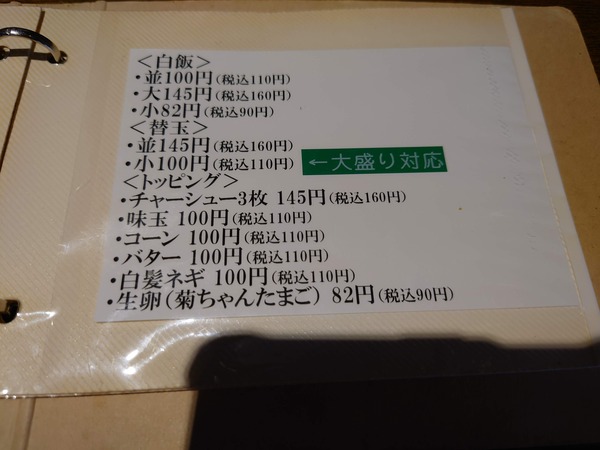 ＜白飯＞
・並100円(税込110円)
・大145円(税込160円)
・小82円(税込90円)
＜替玉＞
・並145円(税込160円)
・小100円(税込110円) ←大盛り対応
＜トッピング＞
・チャーシュー3枚 145円(税込160円)
・味玉 100円(税込110円)
・コーン 100円(税込110円)
・バター 100円(税込110円)
・白髪ネギ 100円(税込110円)
・生卵(菊ちゃんたまご) 82円(税込90円)